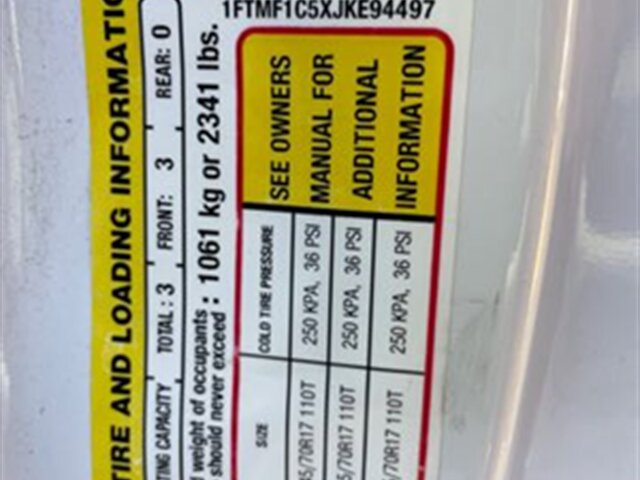 1FTMF1C5XJKE94497
TIRE AND LOADING INFORMATIO
TING CAPACITY TOTAL : 3 FRONT: 3 REAR: 0
weight of occupants
should never exceed : 1061 kg or 2341 lbs.
SIZE COLD TIRE PRESSURE
5/70R17 110T 250 KPA, 36 PSI
5/70R17 110T 250 KPA, 36 PSI
/70R17 110T 250 KPA, 36 PSI
SEE OWNERS
MANUAL FOR
ADDITIONAL
INFORMATION